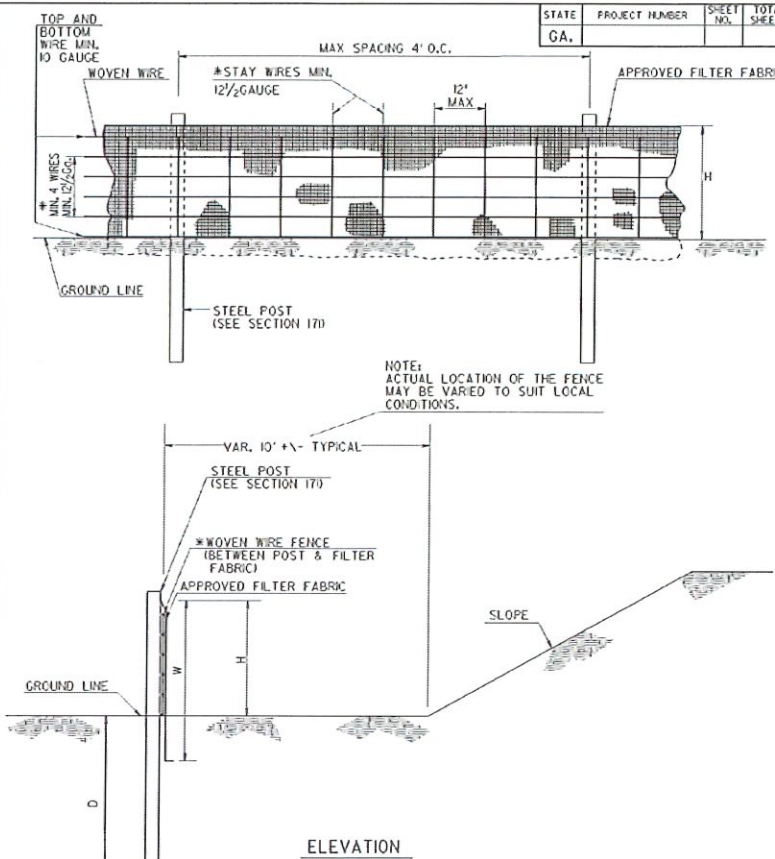 STATE
PROJECT NUMBER
SHEET
NO.
GA.
TOP AND
BOTTOM
WIRE MIN.
10 GAUGE
WOVEN WIRE
MAX SPACING 4' O.C.
*STAY WIRES MIN.
12 1/2 GAUGE
12"
MAX
APPROVED FILTER
*
MIN. 4 WIRES
MIN. 12 1/2 Ga.
H
GROUND LINE
STEEL POST
(SEE SECTION 171)
NOTE:
ACTUAL LOCATION OF THE FENCE
MAY BE VARIED TO SUIT LOCAL
CONDITIONS.
VAR. 10' +\- TYPICAL
STEEL POST
(SEE SECTION 171)
*WOVEN WIRE FENCE
(BETWEEN POST & FILTER
FABRIC)
APPROVED FILTER FABRIC
W
H
SLOPE
GROUND LINE
D
ELEVATION